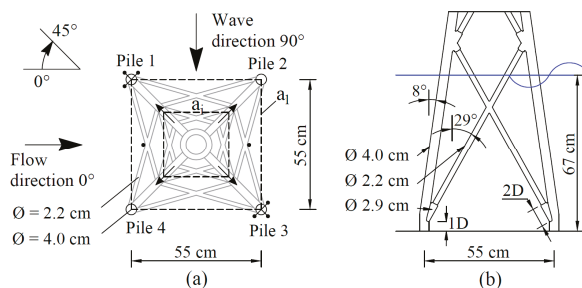 45°
0°
Pile 1
Wave
direction 90°
Pile 2
a_i
a_l
Flow
direction 0°
55 cm
Ø = 2.2 cm
Ø = 4.0 cm
Pile 4
Pile 3
55 cm
(a)
8°
29°
Ø 4.0 cm
Ø 2.2 cm
Ø 2.9 cm
1D
2D
67 cm
55 cm
(b)